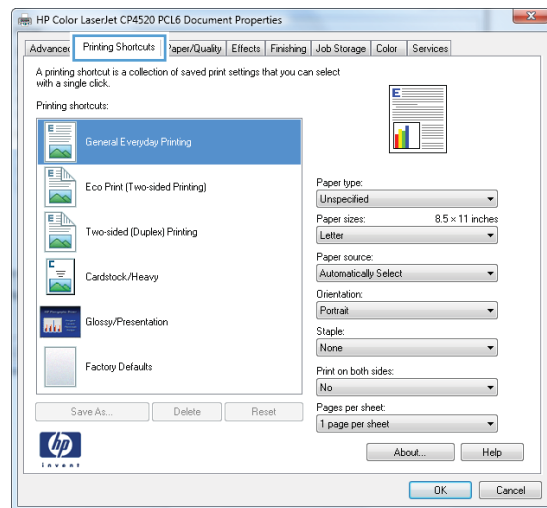 HP Color LaserJet CP4520 PCL6 Document Properties
Advanced Printing Shortcuts Paper/Quality Effects Finishing Job Storage Color Services
A printing shortcut is a collection of saved print settings that you can select
with a single click.
Printing shortcuts:
E
General Everyday Printing
E
Eco Print (Two-sided Printing)
E
Two-sided (Duplex) Printing
C
Cardstock/Heavy
Glossy/Presentation
Factory Defaults
Save As... Delete Reset
E
Paper type:
Unspecified
Paper sizes: 8.5 × 11 inches
Letter
Paper source:
Automatically Select
Orientation:
Portrait
Staple:
None
Print on both sides:
No
Pages per sheet:
1 page per sheet
hp
invent
About... Help
OK Cancel